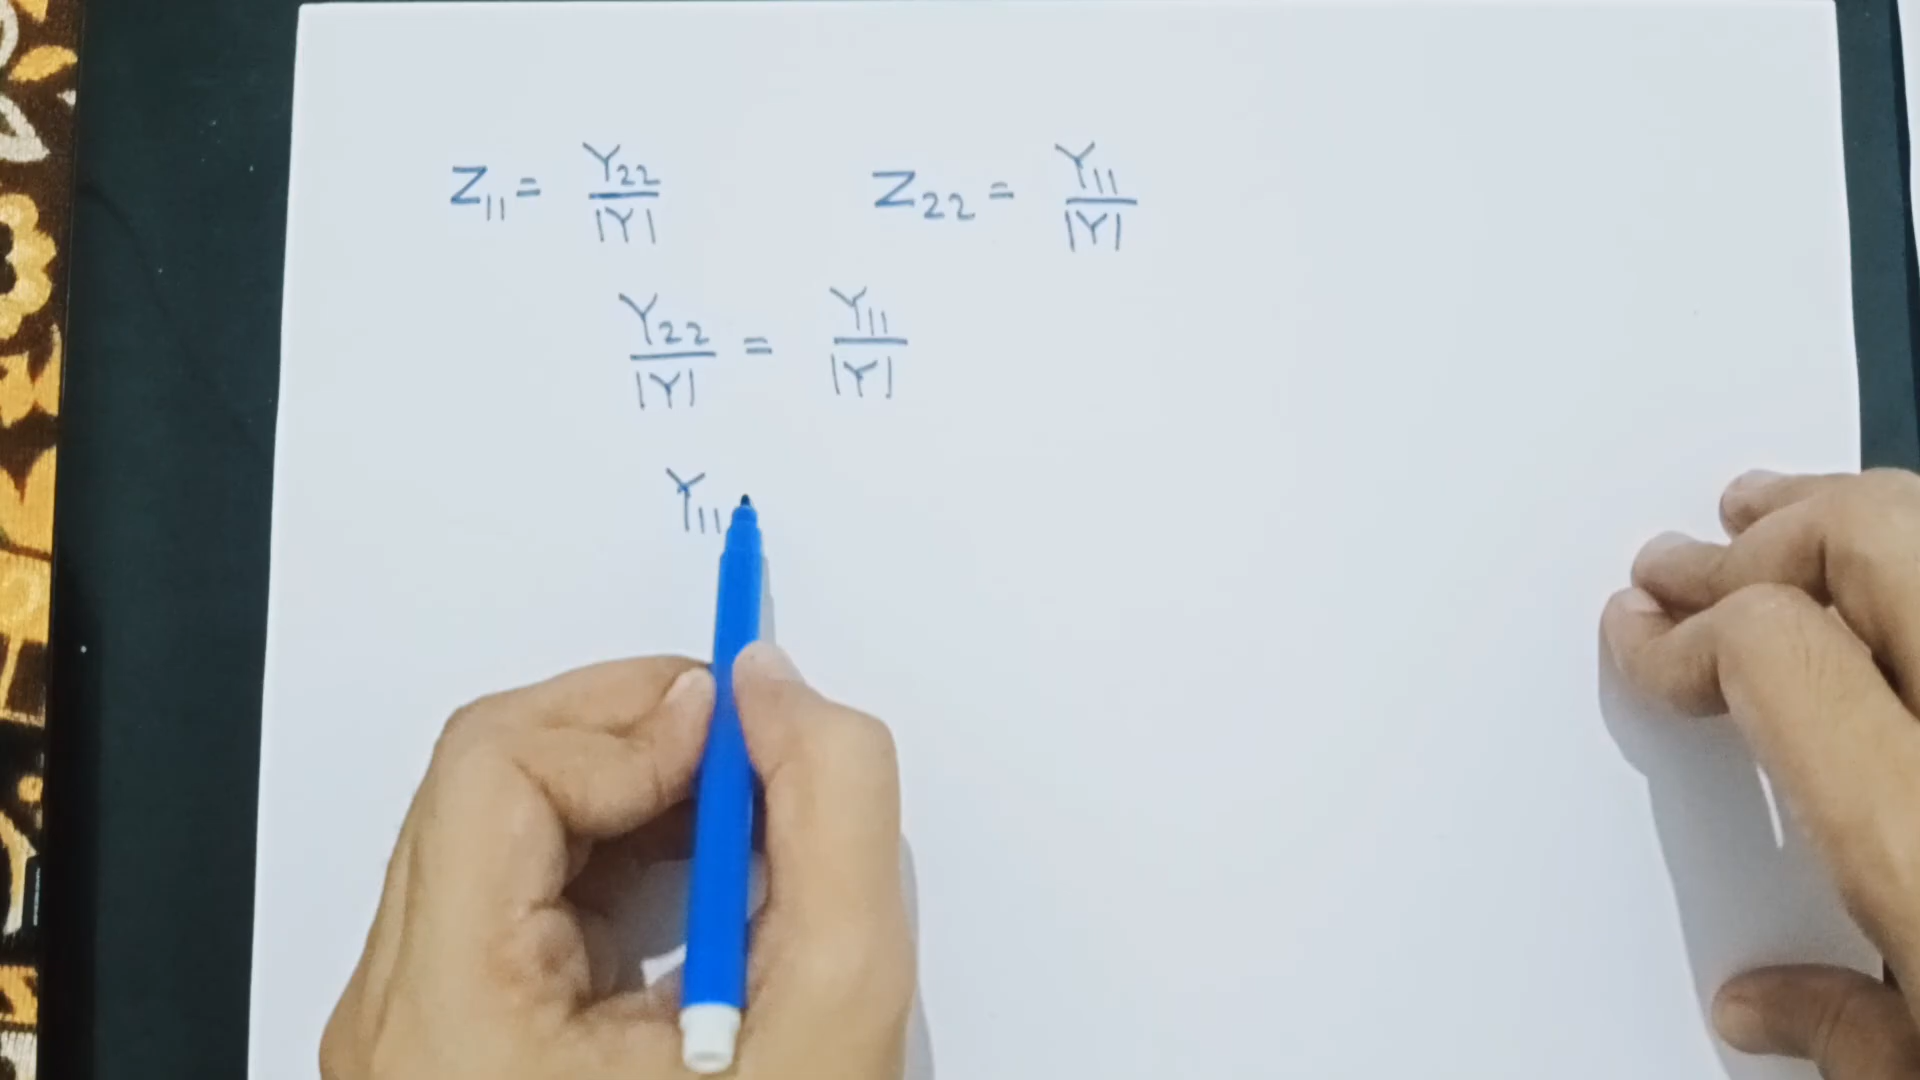 Z11 = Y22/|Y| Z22 = Y11/|Y|
Y22/|Y| = Y11/|Y|
Y11